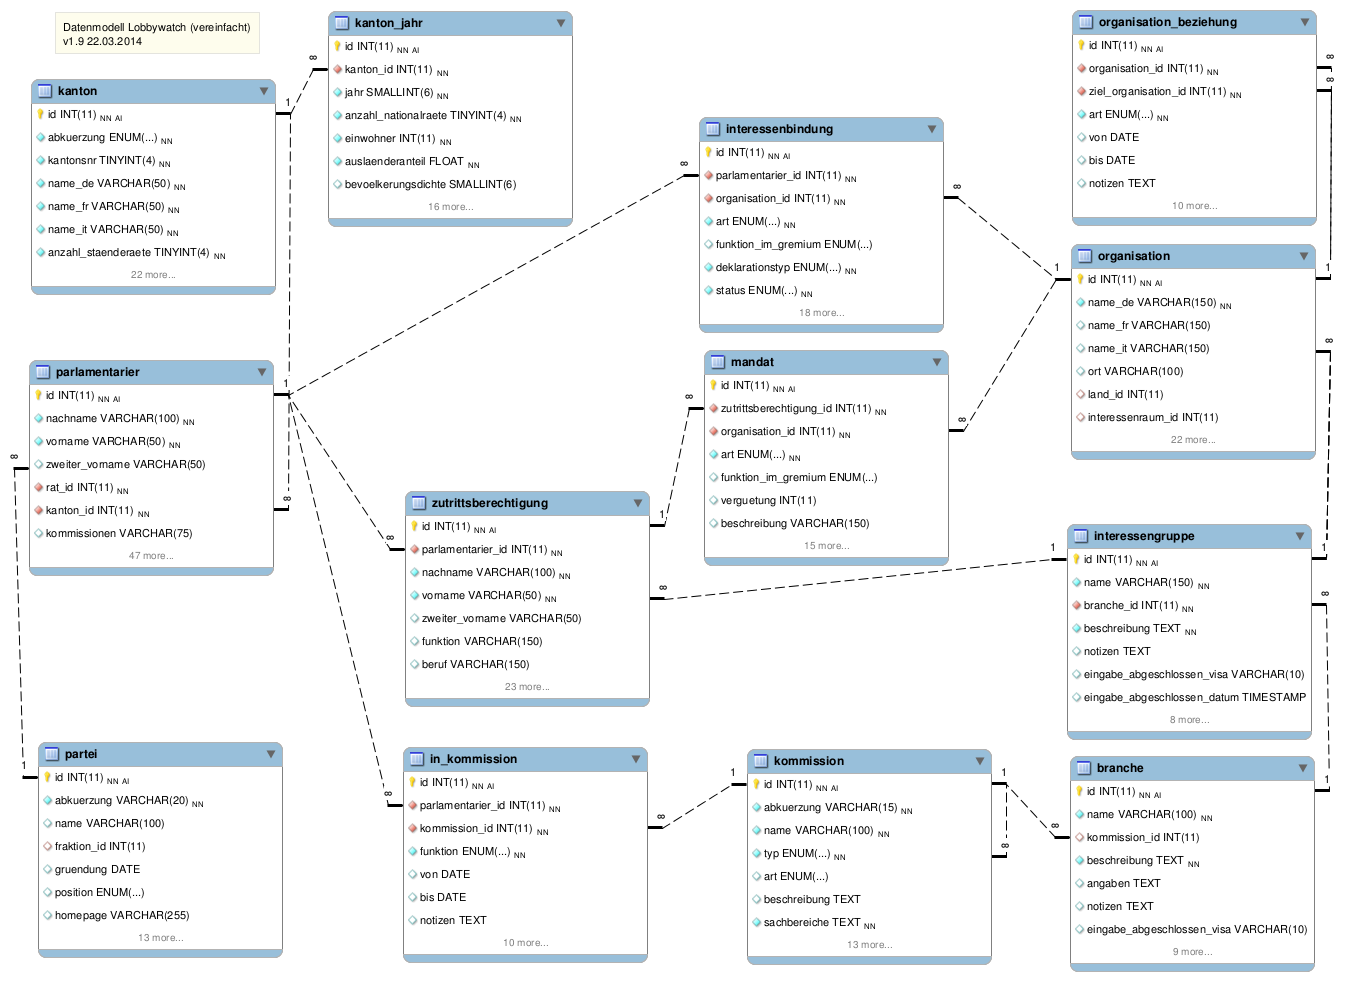 Datenmodell Lobbywatch (vereinfacht)
v1.9 22.03.2014
kanton
id INT(11) NN AI
abkuerzung ENUM(...) NN
kantonsnr TINYINT(4) NN
name_de VARCHAR(50) NN
name_fr VARCHAR(50) NN
name_it VARCHAR(50) NN
anzahl_staenderaete TINYINT(4) NN
22 more...
kanton_jahr
id INT(11) NN AI
kanton_id INT(11) NN
jahr SMALLINT(6) NN
anzahl_nationalraete TINYINT(4) NN
einwohner INT(11) NN
auslaenderanteil FLOAT NN
bevoelkerungsdichte SMALLINT(6)
16 more...
interessenbindung
id INT(11) NN AI
parlamentarier_id INT(11) NN
organisation_id INT(11) NN
art ENUM(...) NN
funktion_im_gremium ENUM(...)
deklarationstyp ENUM(...) NN
status ENUM(...) NN
18 more...
organisation_beziehung
id INT(11) NN AI
organisation_id INT(11) NN
ziel_organisation_id INT(11) NN
art ENUM(...) NN
von DATE
bis DATE
notizen TEXT
10 more...
organisation
id INT(11) NN AI
name_de VARCHAR(150) NN
name_fr VARCHAR(150)
name_it VARCHAR(150)
ort VARCHAR(100)
land_id INT(11)
interessenraum_id INT(11)
22 more...
parlamentarier
id INT(11) NN AI
nachname VARCHAR(100) NN
vorname VARCHAR(50) NN
zweiter_vorname VARCHAR(50)
rat_id INT(11) NN
kanton_id INT(11) NN
kommissionen VARCHAR(75)
47 more...
mandat
id INT(11) NN AI
zutrittsberechtigung_id INT(11) NN
organisation_id INT(11) NN
art ENUM(...) NN
funktion_im_gremium ENUM(...)
verguetung INT(11)
beschreibung VARCHAR(150)
15 more...
zutrittsberechtigung
id INT(11) NN AI
parlamentarier_id INT(11) NN
nachname VARCHAR(100) NN
vorname VARCHAR(50) NN
zweiter_vorname VARCHAR(50)
funktion VARCHAR(150)
beruf VARCHAR(150)
23 more...
interessengruppe
id INT(11) NN AI
name VARCHAR(150) NN
branche_id INT(11) NN
beschreibung TEXT NN
notizen TEXT
eingabe_abgeschlossen_visa VARCHAR(10)
eingabe_abgeschlossen_datum TIMESTAMP
8 more...
partei
id INT(11) NN AI
abkuerzung VARCHAR(20) NN
name VARCHAR(100)
fraktion_id INT(11)
gruendung DATE
position ENUM(...)
homepage VARCHAR(255)
13 more...
in_kommission
id INT(11) NN AI
parlamentarier_id INT(11) NN
kommission_id INT(11) NN
funktion ENUM(...) NN
von DATE
bis DATE
notizen TEXT
10 more...
kommission
id INT(11) NN AI
abkuerzung VARCHAR(15) NN
name VARCHAR(100) NN
typ ENUM(...) NN
art ENUM(...)
beschreibung TEXT
sachbereiche TEXT NN
13 more...
branche
id INT(11) NN AI
name VARCHAR(100) NN
kommission_id INT(11)
beschreibung TEXT NN
angaben TEXT
notizen TEXT
eingabe_abgeschlossen_visa VARCHAR(10)
9 more...